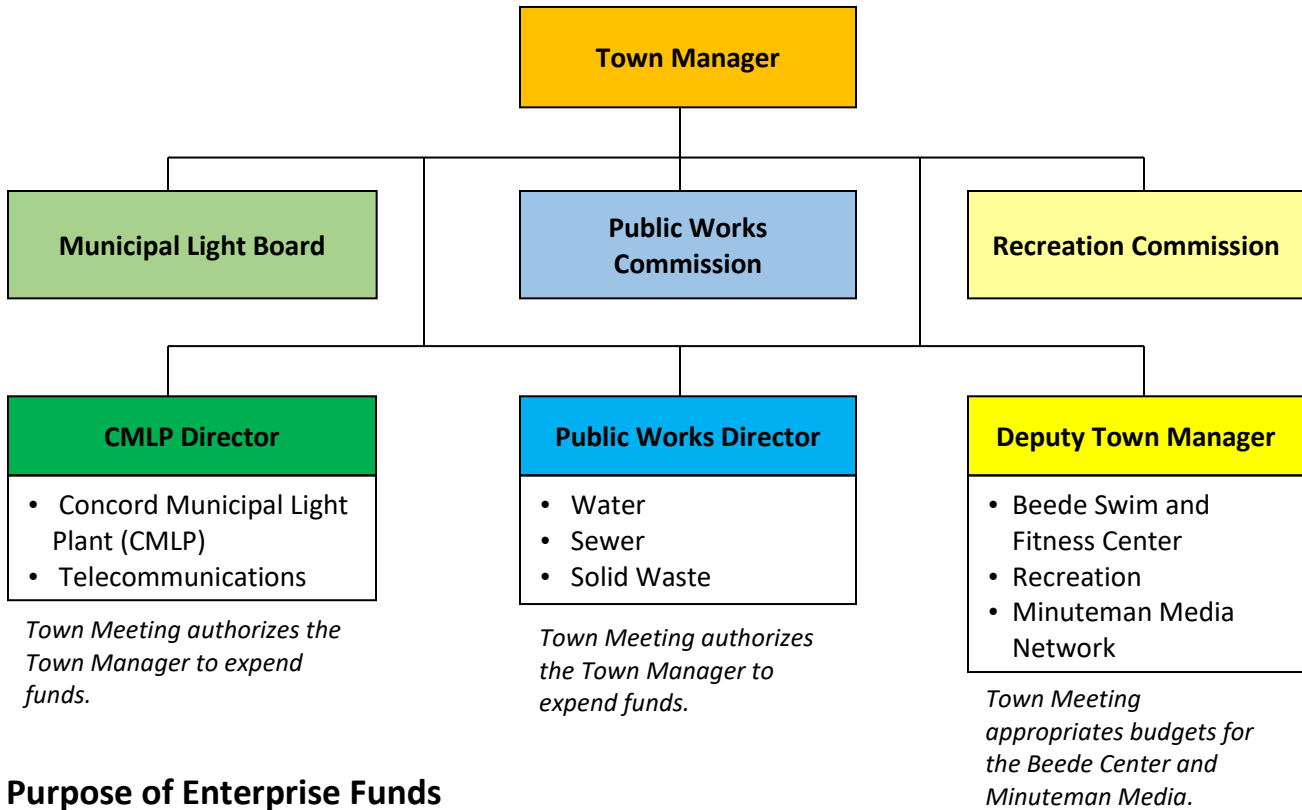 Town Manager
Municipal Light Board
Public Works
Commission
Recreation Commission
CMLP Director
• Concord Municipal Light
Plant (CMLP)
• Telecommunications
Town Meeting authorizes the
Town Manager to expend
funds.
Public Works Director
• Water
• Sewer
• Solid Waste
Town Meeting authorizes
the Town Manager to
expend funds.
Deputy Town Manager
• Beede Swim and
Fitness Center
• Recreation
• Minuteman Media
Network
Town Meeting
appropriates budgets for
the Beede Center and
Minuteman Media.
Purpose of Enterprise Funds